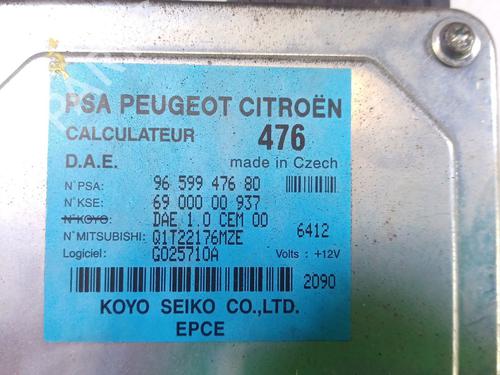 PSA PEUGEOT CITROËN
CALCULATEUR 476
D.A.E. made in Czech
N°PSA: 96 599 476 80
N°KSE: 69 000 00 937
N°KOYO: DAE 1.0 CEM 00
N°MITSUBISHI: Q1T22176MZE 6412
Logiciel: G025710A Volts : +12V
2090
KOYO SEIKO CO.,LTD.
EPCE